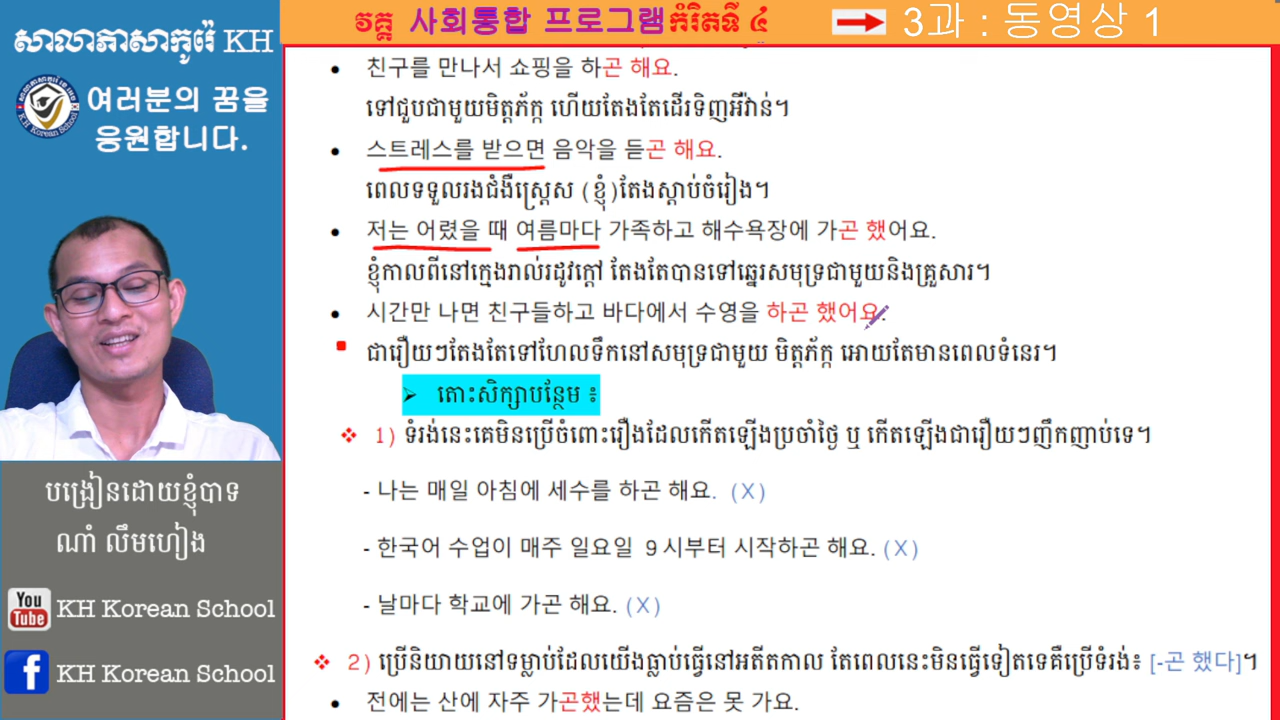 សាលាភាសាកូរ៉េ KH
여러분의 꿈을
응원합니다.
វគ្គ 사회통합 프로그램កំរិតទី ៤
3과 : 동영상 1
• 친구를 만나서 쇼핑을 하곤 해요.
ទៅជួបជាមួយមិត្តភ័ក្ត ហើយតែងតែដើរទិញអីវ៉ាន់។
• 스트레스를 받으면 음악을 듣곤 해요.
ពេលទទួលរងជំងឺស្ត្រេស (ខ្ញុំ)តែងស្តាប់ចំរៀង។
• 저는 어렸을 때 여름마다 가족하고 해수욕장에 가곤 했어요.
ខ្ញុំកាលពីនៅក្មេងរាល់រដូវក្តៅ តែងតែបានទៅឆ្នេរសមុទ្រជាមួយនិងគ្រួសារ។
• 시간만 나면 친구들하고 바다에서 수영을 하곤 했어요.
▪ ជារឿយៗតែងតែទៅហែលទឹកនៅសមុទ្រជាមួយ មិត្តភ័ក្ត អោយតែមានពេលទំនេរ។
➢ តោះសិក្សាបន្ថែម ៖
❖ 1) ទំរង់នេះគេមិនប្រើចំពោះរឿងដែលកើតឡើងប្រចាំថ្ងៃ ឬ កើតឡើងជារឿយៗញឹកញាប់ទេ។
- 나는 매일 아침에 세수를 하곤 해요. (X)
- 한국어 수업이 매주 일요일 9시부터 시작하곤 해요. (X)
- 날마다 학교에 가곤 해요. (X)
❖ 2) ប្រើនិយាយនៅទម្លាប់ដែលយើងធ្លាប់ធ្វើនៅអតីតកាល តែពេលនេះមិនធ្វើទៀតទេគឺប្រើទំរង់៖ [-곤 했다]។
• 전에는 산에 자주 가곤했는데 요즘은 못 가요.
បង្រៀនដោយខ្ញុំបាទ
ណាំ លឹមហៀង
You Tube KH Korean School
f KH Korean School